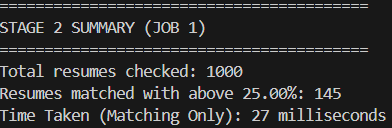 =========================================
STAGE 2 SUMMARY (JOB 1)
=========================================
Total resumes checked: 1000
Resumes matched with above 25.00%: 145
Time Taken (Matching Only): 27 milliseconds